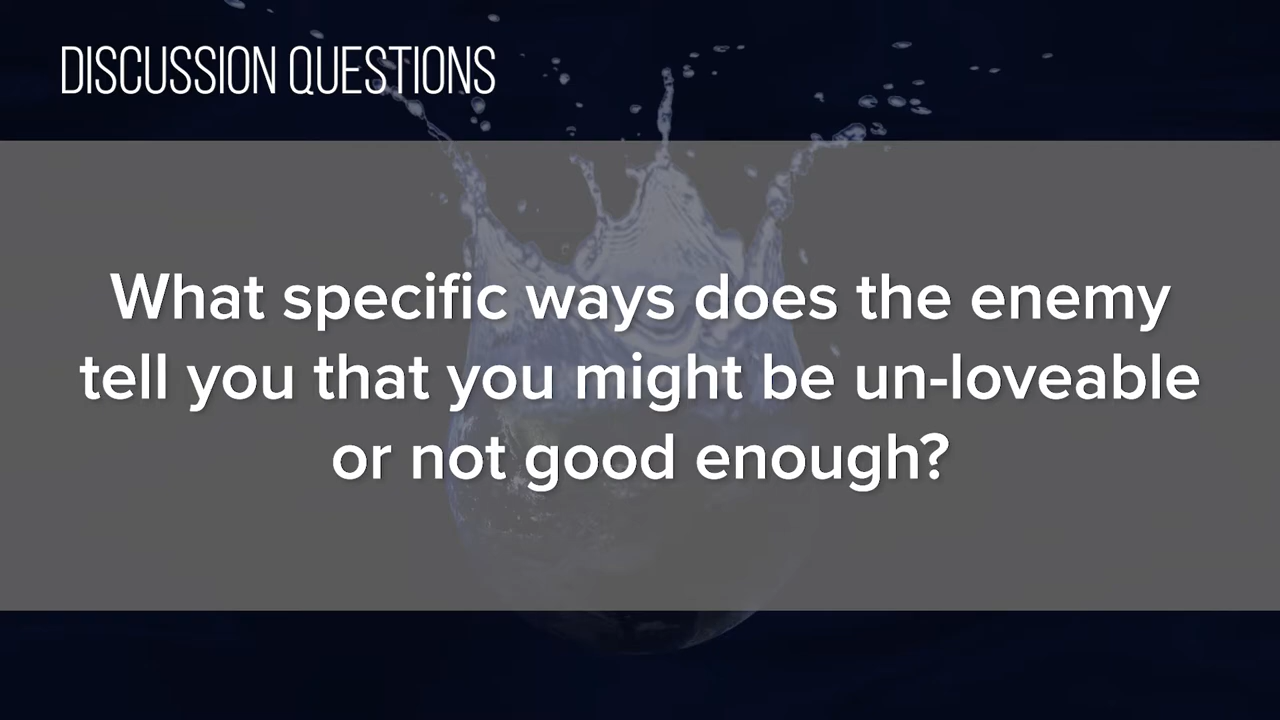 DISCUSSION QUESTIONS
What specific ways does the enemy
tell you that you might be un-loveable
or not good enough?